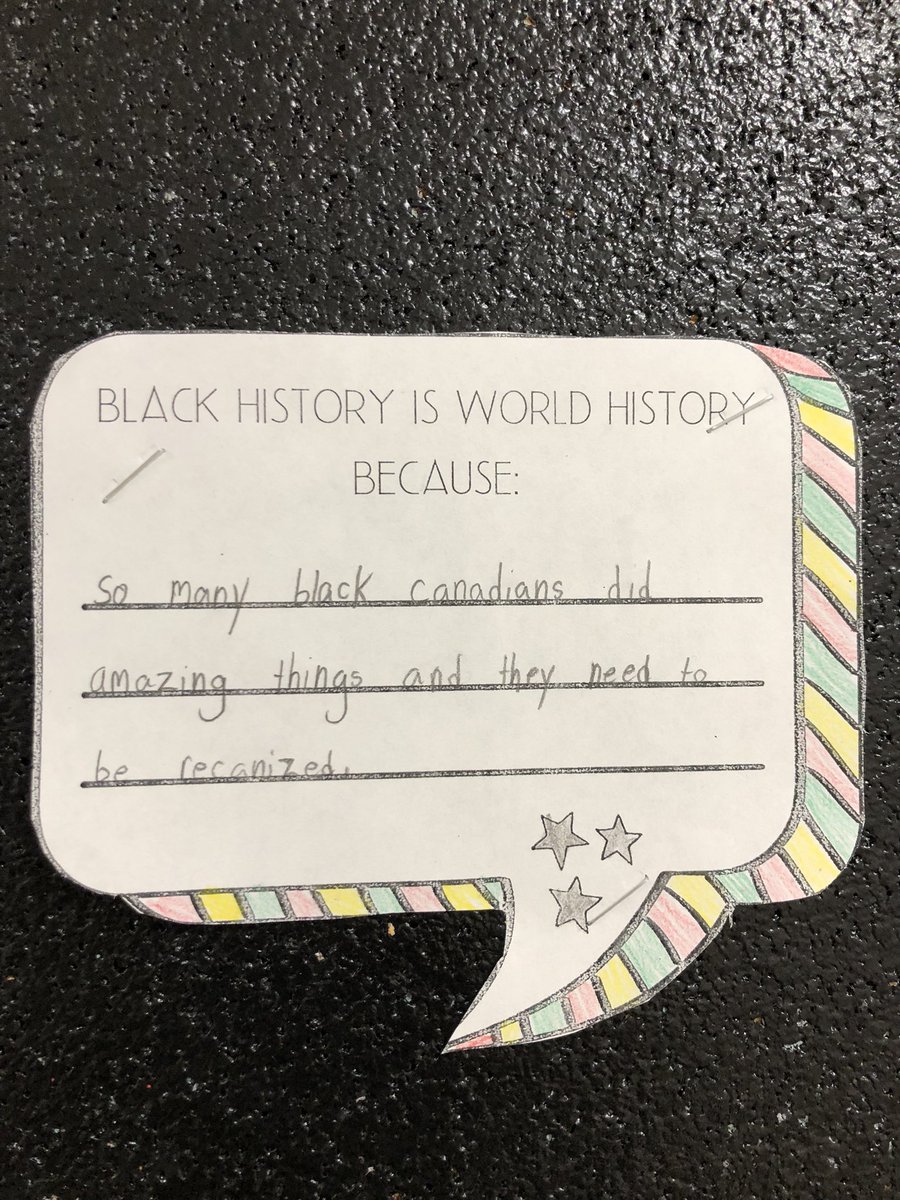 BLACK HISTORY IS WORLD HISTORY
BECAUSE:
So many black canadians did
amazing things and they need to
be recanized.